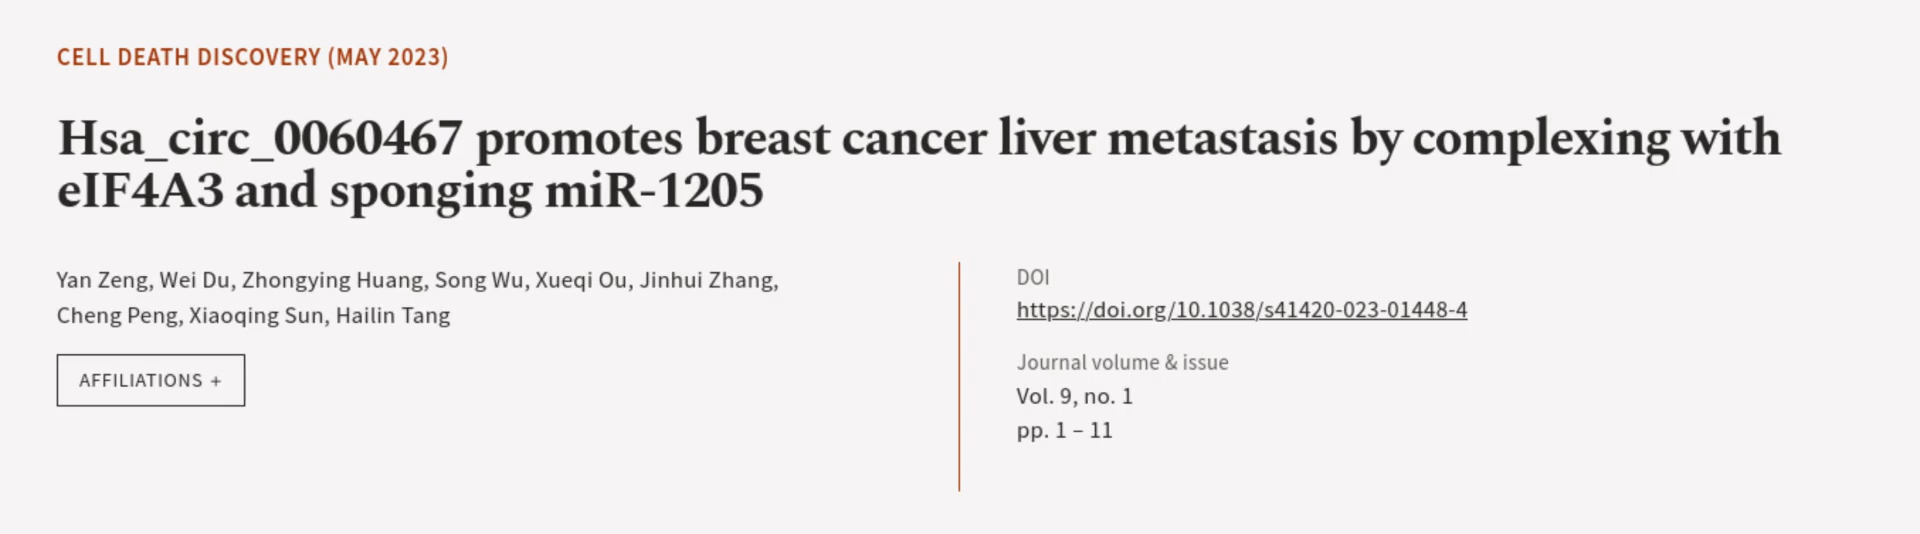 CELL DEATH DISCOVERY (MAY 2023)
Hsa_circ_0060467 promotes breast cancer liver metastasis by complexing with
eIF4A3 and sponging miR-1205
Yan Zeng, Wei Du, Zhongying Huang, Song Wu, Xueqi Ou, Jinhui Zhang,
Cheng Peng, Xiaoqing Sun, Hailin Tang
AFFILIATIONS +
DOI
https://doi.org/10.1038/s41420-023-01448-4
Journal volume & issue
Vol. 9, no. 1
pp. 1 – 11